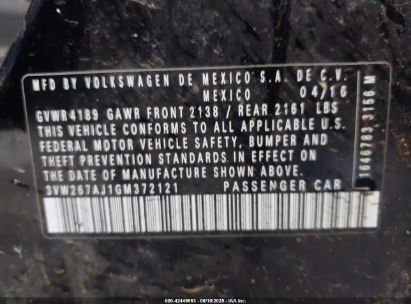 MFD BY VOLKSWAGEN DE MEXICO S.A. DE C.V.
MEXICO 04/16
GVWR4189 GAWR FRONT 2138 / REAR 2161 LBS
THIS VEHICLE CONFORMS TO ALL APPLICABLE U.S.
FEDERAL MOTOR VEHICLE SAFETY, BUMPER AND
THEFT PREVENTION STANDARDS IN EFFECT ON
THE DATE OF MANUFACTURE SHOWN ABOVE.
3VW267AJ1GM372121 PASSENGER CAR